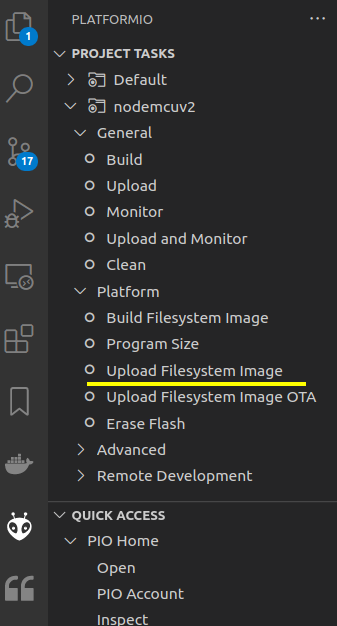 PLATFORMIO
1
PROJECT TASKS
Default
nodemcuv2
General
Build
Upload
17
Monitor
Upload and Monitor
Clean
Platform
Build Filesystem Image
Program Size
Upload Filesystem Image
Upload Filesystem Image OTA
Erase Flash
Advanced
Remote Development
QUICK ACCESS
PIO Home
Open
PIO Account
Inspect